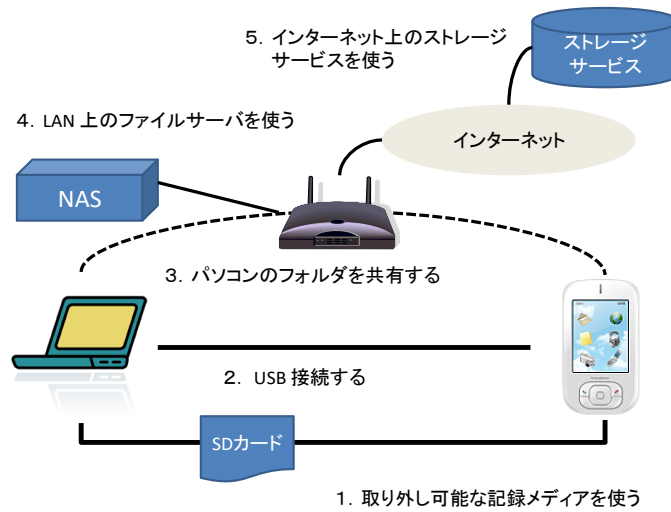 5．インターネット上のストレージ
サービスを使う
ストレージ
サービス
4．LAN 上のファイルサーバを使う
インターネット
NAS
3．パソコンのフォルダを共有する
2．USB 接続する
SDカード
1．取り外し可能な記録メディアを使う